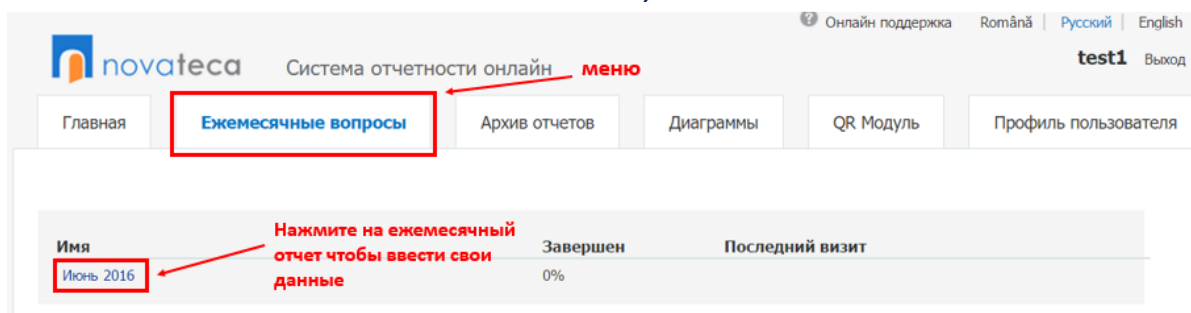 Онлайн поддержка Română | Русский | English
novateca Система отчетности онлайн меню test1 Выход
Главная Ежемесячные вопросы Архив отчетов Диаграммы QR Модуль Профиль пользователя
Нажмите на ежемесячный
отчет чтобы ввести свои
данные
Имя Завершен Последний визит
Июнь 2016 0%